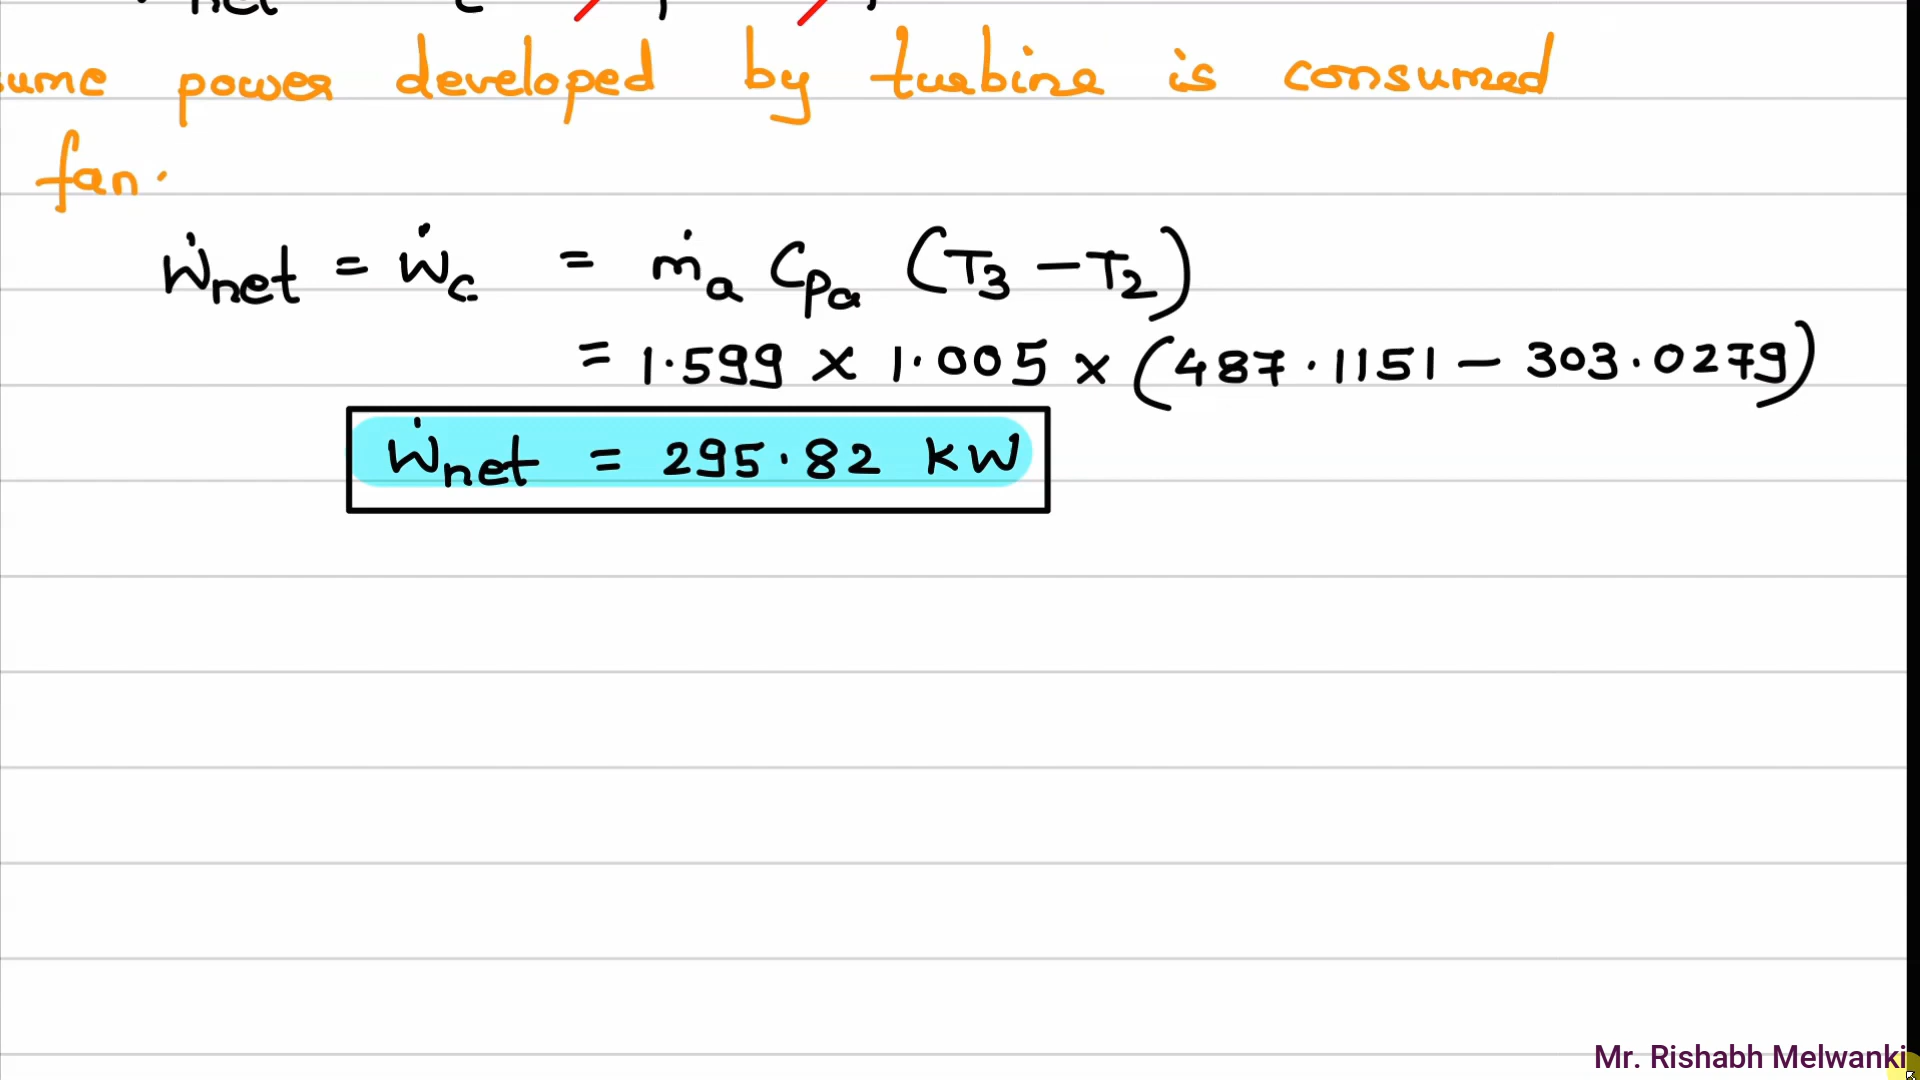 net
ume power developed by turbine is consumed
fan.
Ẇnet = Ẇc = ṁa Cpa (T3 - T2)
= 1.599 × 1.005 × (487.1151 - 303.0279)
Ẇnet = 295.82 kW
Mr. Rishabh Melwanki